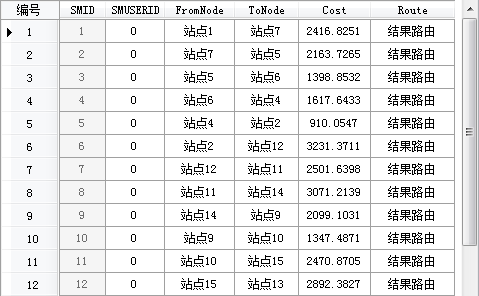 编号 SMID SMUSERID FromNode ToNode Cost Route
1 1 0 站点1 站点7 2416.8251 结果路由
2 2 0 站点7 站点5 2163.7265 结果路由
3 3 0 站点5 站点6 1398.8532 结果路由
4 4 0 站点6 站点4 1617.6433 结果路由
5 5 0 站点4 站点2 910.0547 结果路由
6 6 0 站点2 站点12 3231.3711 结果路由
7 7 0 站点12 站点11 2501.6398 结果路由
8 8 0 站点11 站点14 3071.2139 结果路由
9 9 0 站点14 站点9 2099.1031 结果路由
10 10 0 站点9 站点10 1347.4871 结果路由
11 11 0 站点10 站点15 2470.8705 结果路由
12 12 0 站点15 站点13 2892.3827 结果路由